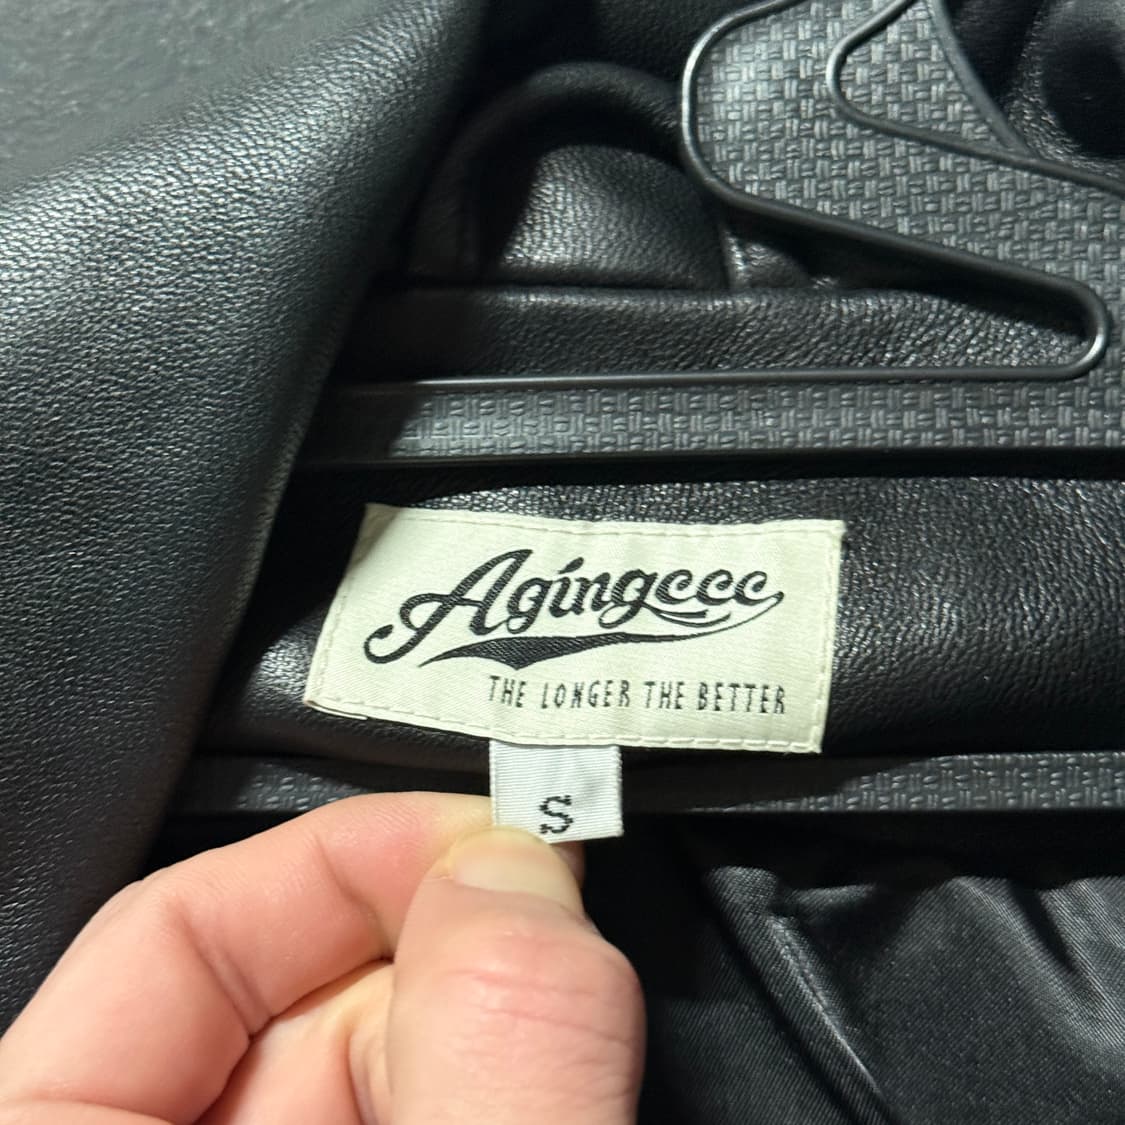 Agingccc
THE LONGER THE BETTER
S